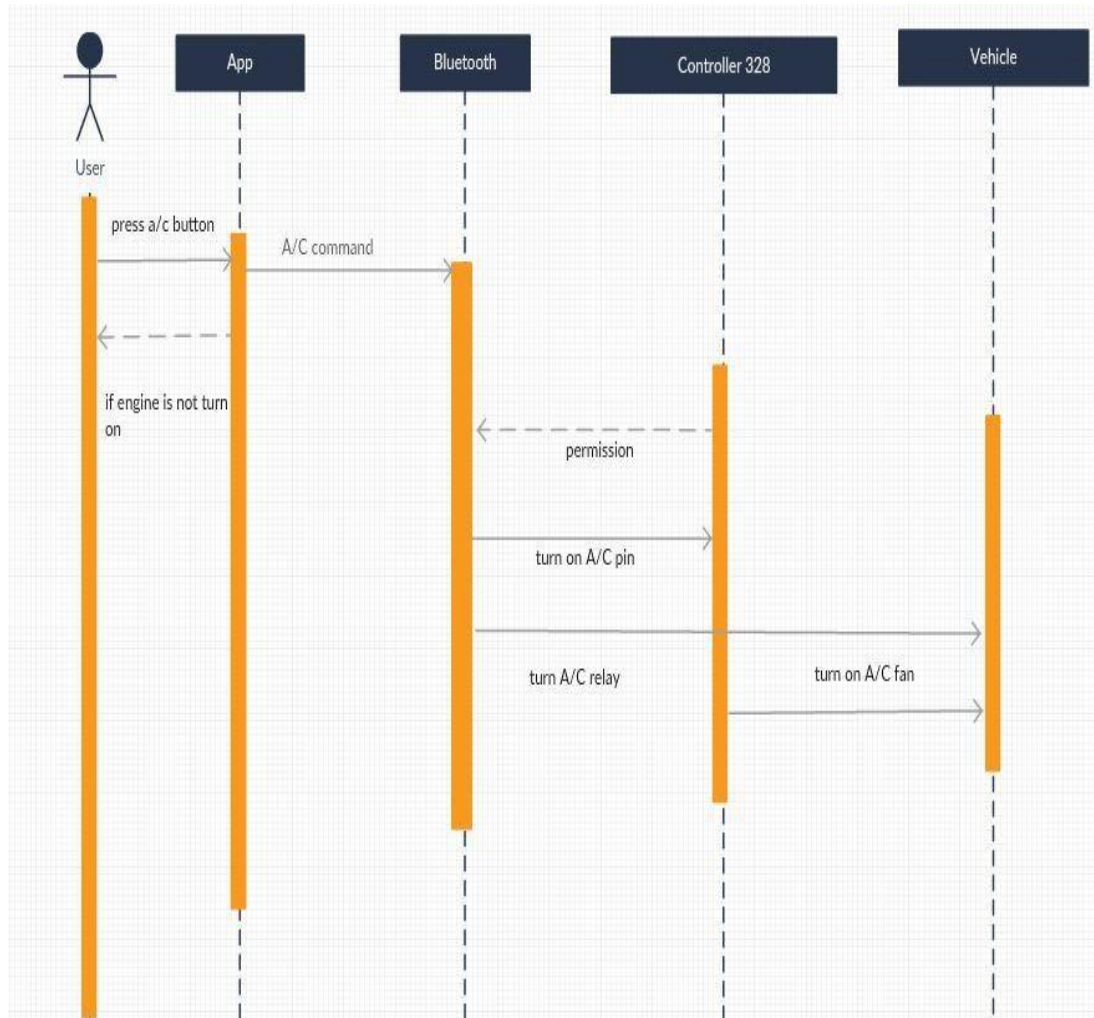 App
Bluetooth
Controller 328
Vehicle
User
press a/c button
A/C command
if engine is not turn
on
permission
turn on A/C pin
turn A/C relay
turn on A/C fan